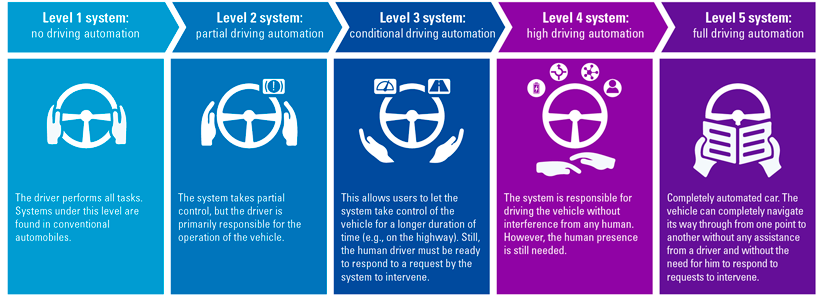 Level 1 system:
no driving automation
Level 2 system:
partial driving automation
Level 3 system:
conditional driving automation
Level 4 system:
high driving automation
Level 5 system:
full driving automation
The driver performs all tasks.
Systems under this level are
found in conventional
automobiles.
The system takes partial
control, but the driver is
primarily responsible for the
operation of the vehicle.
This allows users to let the
system take control of the
vehicle for a longer duration of
time (e.g., on the highway). Still,
the human driver must be ready
to respond to a request by the
system to intervene.
The system is responsible for
driving the vehicle without
interference from any human.
However, the human presence
is still needed.
Completely automated car. The
vehicle can completely navigate
its way through from one point to
another without any assistance
from a driver and without the
need for him to respond to
requests to intervene.